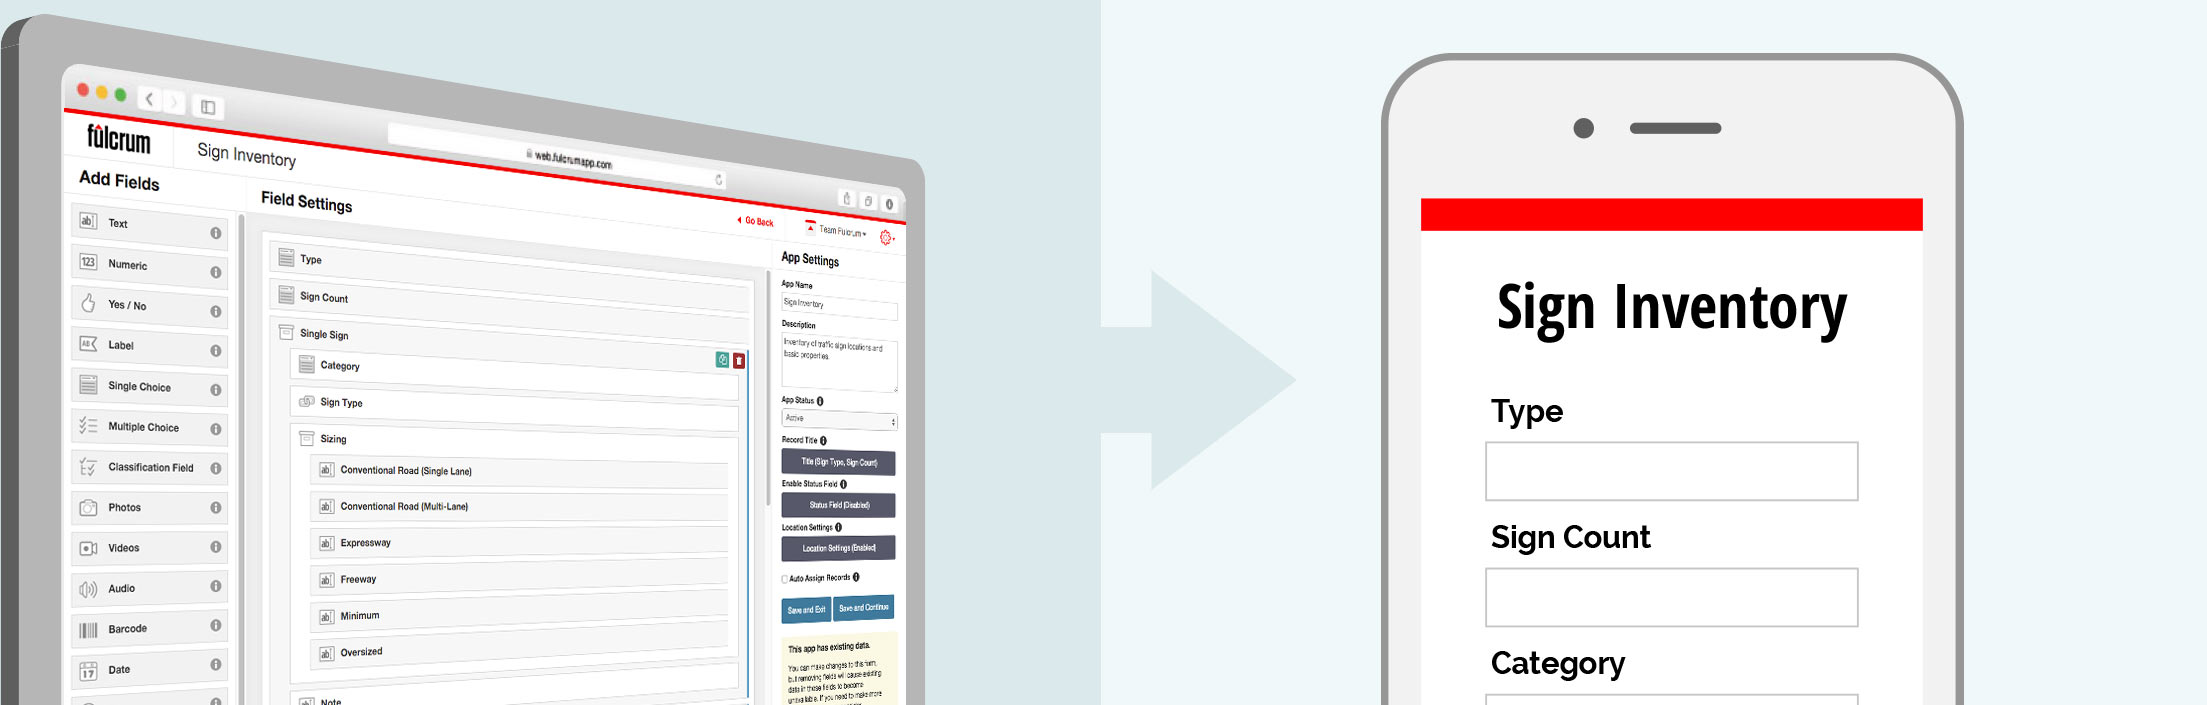 web.fulcrumapp.com
fulcrum
Sign Inventory
Go Back
Team Fulcrum
Add Fields
Text
Numeric
Yes / No
Label
Single Choice
Multiple Choice
Classification Field
Photos
Videos
Audio
Barcode
Date
Field Settings
Type
Sign Count
Single Sign
Category
Sign Type
Sizing
Conventional Road (Single Lane)
Conventional Road (Multi-Lane)
Expressway
Freeway
Minimum
Oversized
Note
App Settings
App Name
Sign Inventory
Description
Inventory of traffic sign locations and
basic properties.
App Status
Active
Record Title
Title (Sign Type, Sign Count)
Enable Status Field
Status Field (Disabled)
Location Settings
Location Settings (Enabled)
Auto Assign Records
Save and Exit
Save and Continue
This app has existing data.
You can make changes to this form,
but removing fields will cause existing
data in those fields to become
unavailable. If you need to make more
Sign Inventory
Type
Sign Count
Category